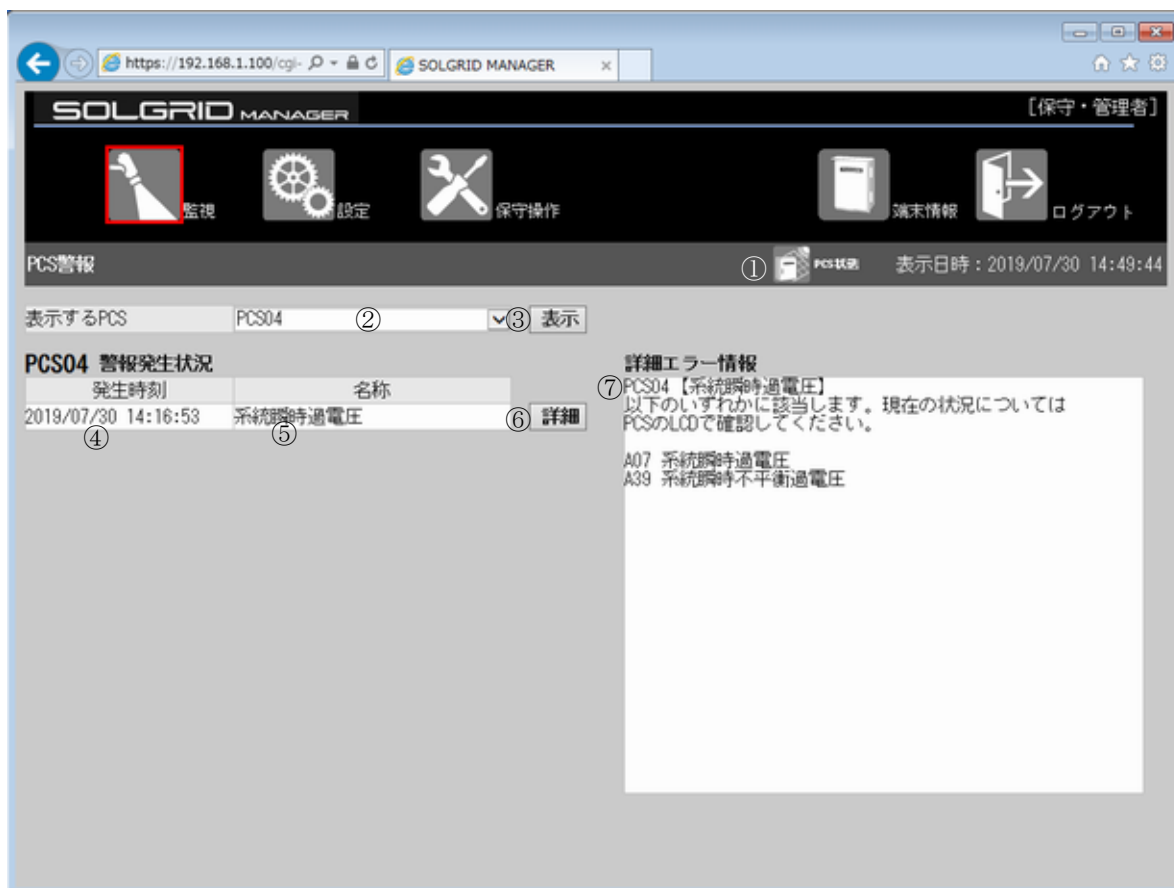 https://192.168.1.100/cgi- SOLGRID MANAGER
SOLGRID MANAGER [保守・管理者]
監視 設定 保守操作 端末情報 ログアウト
PCS警報 ① PCS状態 表示日時：2019/07/30 14:49:44
表示するPCS PCS04 ② ③ 表示
PCS04 警報発生状況
発生時刻 名称
2019/07/30 14:16:53 系統瞬時過電圧 ⑥ 詳細
④ ⑤
詳細エラー情報
⑦ PCS04【系統瞬時過電圧】
以下のいずれかに該当します。現在の状況については
PCSのLCDで確認してください。
A07 系統瞬時過電圧
A39 系統瞬時不平衡過電圧